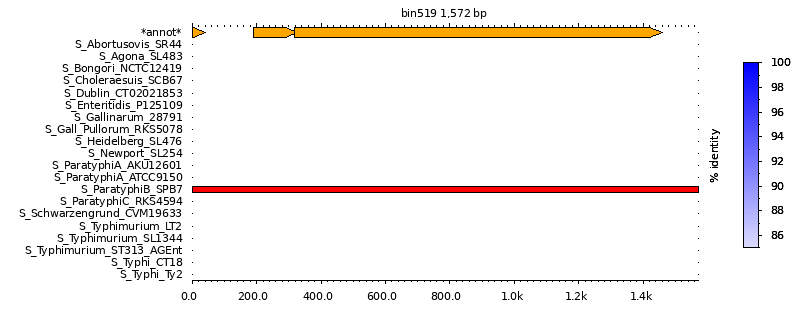 bin519 1,572 bp
*annot*
S_Abortusovis_SR44
S_Agona_SL483
S_Bongori_NCTC12419
S_Choleraesuis_SCB67
S_Dublin_CT02021853
S_Enteritidis_P125109
S_Gallinarum_28791
S_Gall_Pullorum_RKS5078
S_Heidelberg_SL476
S_Newport_SL254
S_ParatyphiA_AKU12601
S_ParatyphiA_ATCC9150
S_ParatyphiB_SPB7
S_ParatyphiC_RKS4594
S_Schwarzengrund_CVM19633
S_Typhimurium_LT2
S_Typhimurium_SL1344
S_Typhimurium_ST313_AGEnt
S_Typhi_CT18
S_Typhi_Ty2
0.0 200.0 400.0 600.0 800.0 1.0k 1.2k 1.4k
% identity
100
98
96
94
92
90
88
86